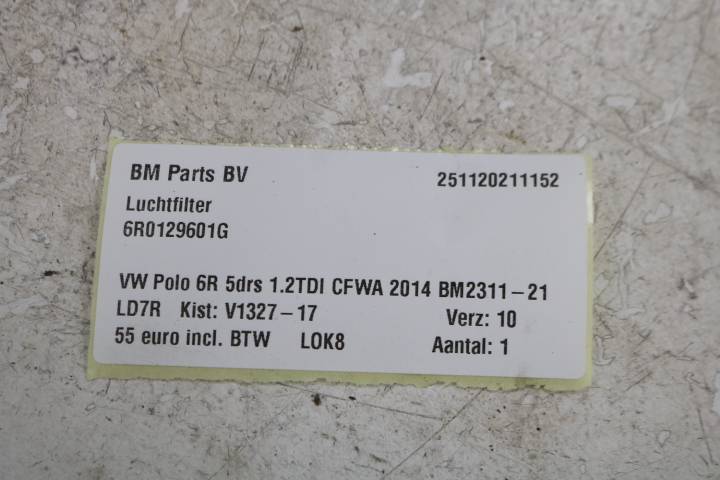 BM Parts BV 251120211152
Luchtfilter
6R0129601G
VW Polo 6R 5drs 1.2TDI CFWA 2014 BM2311-21
LD7R Kist: V1327-17 Verz: 10
55 euro incl. BTW LOK8 Aantal: 1